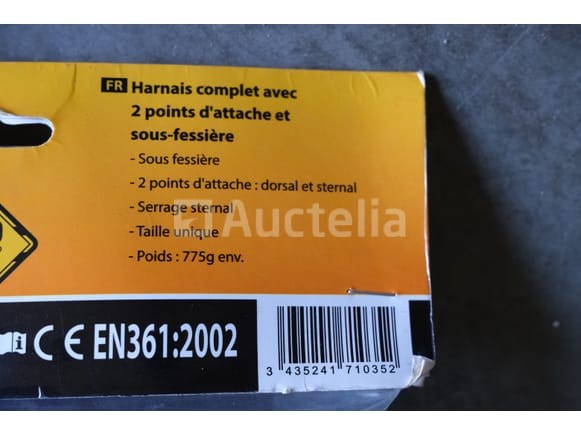 FR Harnais complet avec
2 points d'attache et
sous-fessière
- Sous fessière
- 2 points d'attache : dorsal et sternal
- Serrage sternal
- Taille unique
- Poids : 775g env.
Auctelia
i CE EN361:2002
3 435241 710352